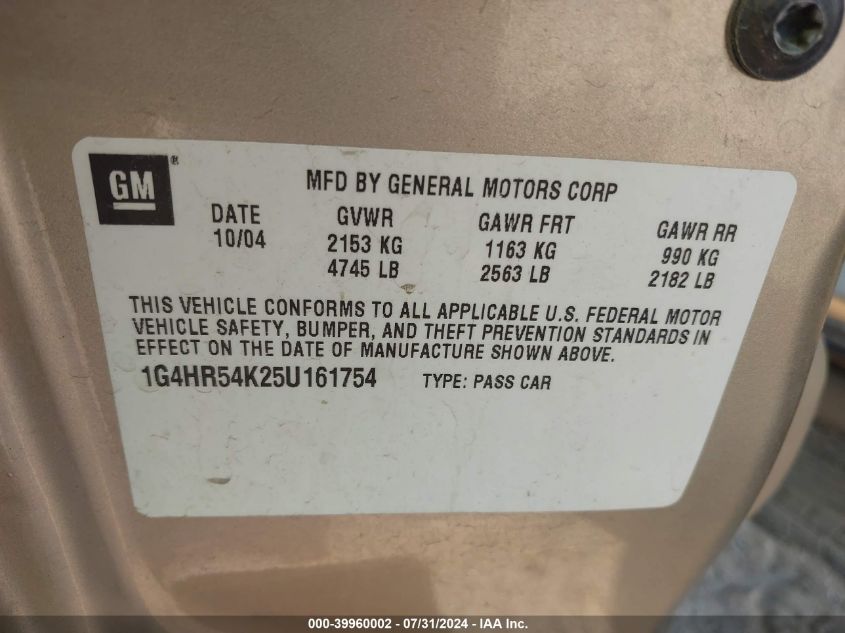 GM®
MFD BY GENERAL MOTORS CORP
DATE GVWR GAWR FRT GAWR RR
10/04 2153 KG 1163 KG 990 KG
4745 LB 2563 LB 2182 LB
THIS VEHICLE CONFORMS TO ALL APPLICABLE U.S. FEDERAL MOTOR
VEHICLE SAFETY, BUMPER, AND THEFT PREVENTION STANDARDS IN
EFFECT ON THE DATE OF MANUFACTURE SHOWN ABOVE.
1G4HR54K25U161754 TYPE: PASS CAR
000-39960002 - 07/31/2024 - IAA Inc.